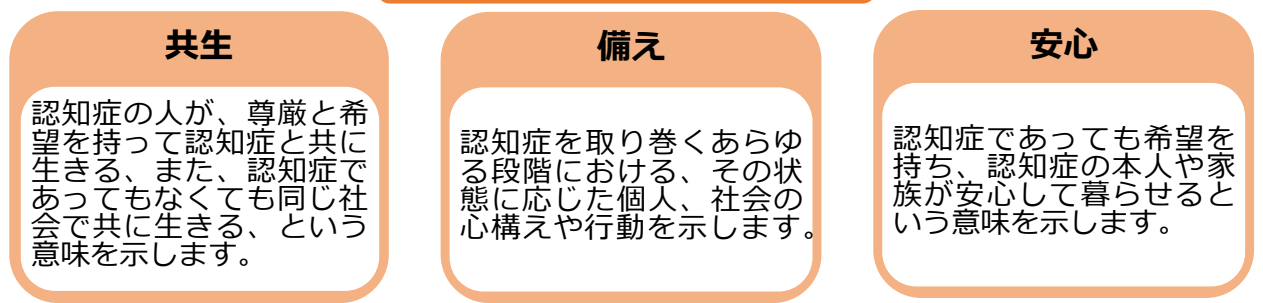 共生
認知症の人が、尊厳と希
望を持って認知症と共に
生きる、また、認知症で
あってもなくても同じ社
会で共に生きる、という
意味を示します。
備え
認知症を取り巻くあらゆ
る段階における、その状
態に応じた個人、社会の
心構えや行動を示します。
安心
認知症であっても希望を
持ち、認知症の本人や家
族が安心して暮らせると
いう意味を示します。